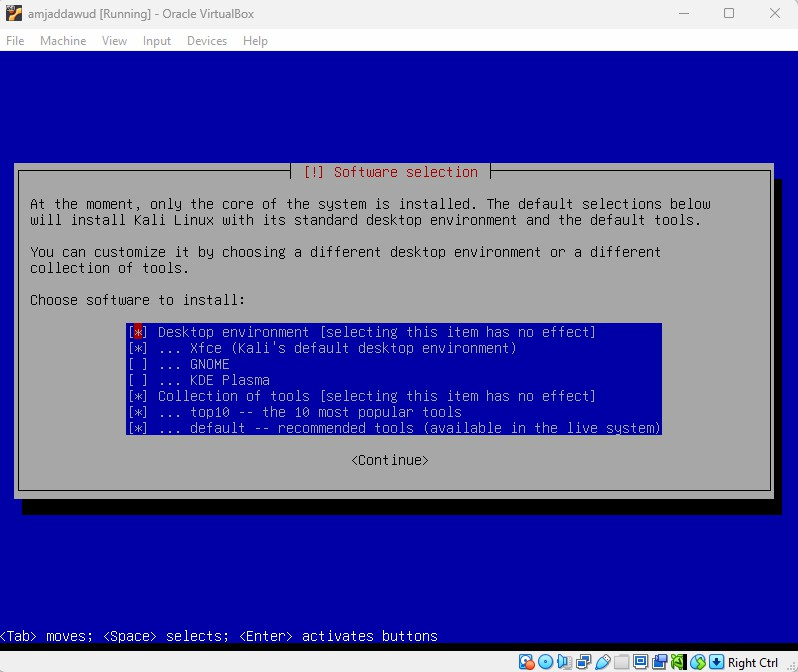 amjaddawud [Running] - Oracle VirtualBox
File Machine View Input Devices Help
[!] Software selection
At the moment, only the core of the system is installed. The default selections below
will install Kali Linux with its standard desktop environment and the default tools.
You can customize it by choosing a different desktop environment or a different
collection of tools.
Choose software to install:
[*] Desktop environment [selecting this item has no effect]
[*] ... Xfce (Kali's default desktop environment)
[ ] ... GNOME
[ ] ... KDE Plasma
[*] Collection of tools [selecting this item has no effect]
[*] ... top10 -- the 10 most popular tools
[*] ... default -- recommended tools (available in the live system)
<Continue>
<Tab> moves; <Space> selects; <Enter> activates buttons
Right Ctrl